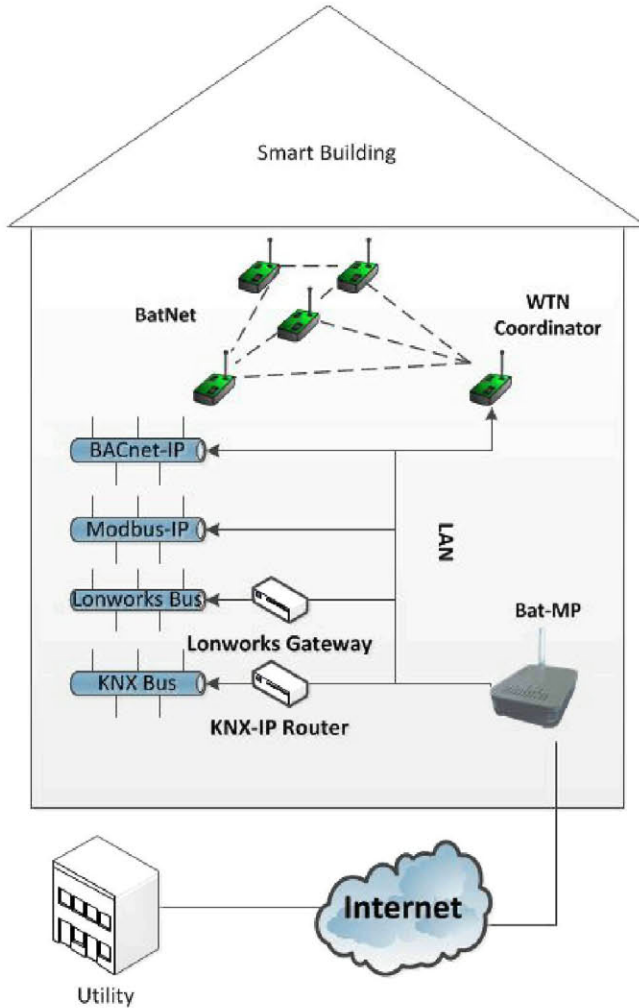 Smart Building
BatNet
WTN
Coordinator
BACnet-IP
Modbus-IP
LAN
Lonworks Bus
Lonworks Gateway
Bat-MP
KNX Bus
KNX-IP Router
Internet
Utility